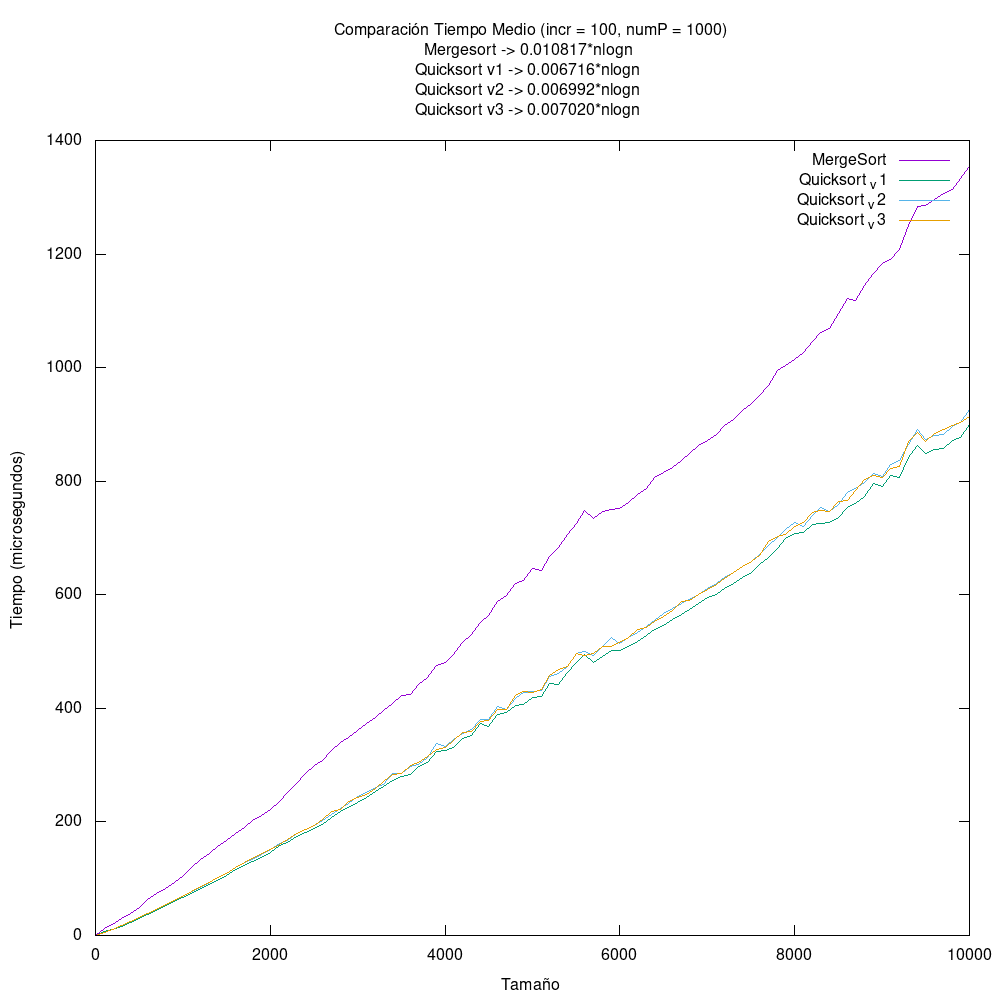 Comparación Tiempo Medio (incr = 100, numP = 1000)
Mergesort -> 0.010817*nlogn
Quicksort v1 -> 0.006716*nlogn
Quicksort v2 -> 0.006992*nlogn
Quicksort v3 -> 0.007020*nlogn
1400
1200
1000
800
600
400
200
0
MergeSort
Quicksort v1
Quicksort v2
Quicksort v3
Tiempo (microsegundos)
0 2000 4000 6000 8000 10000
Tamaño